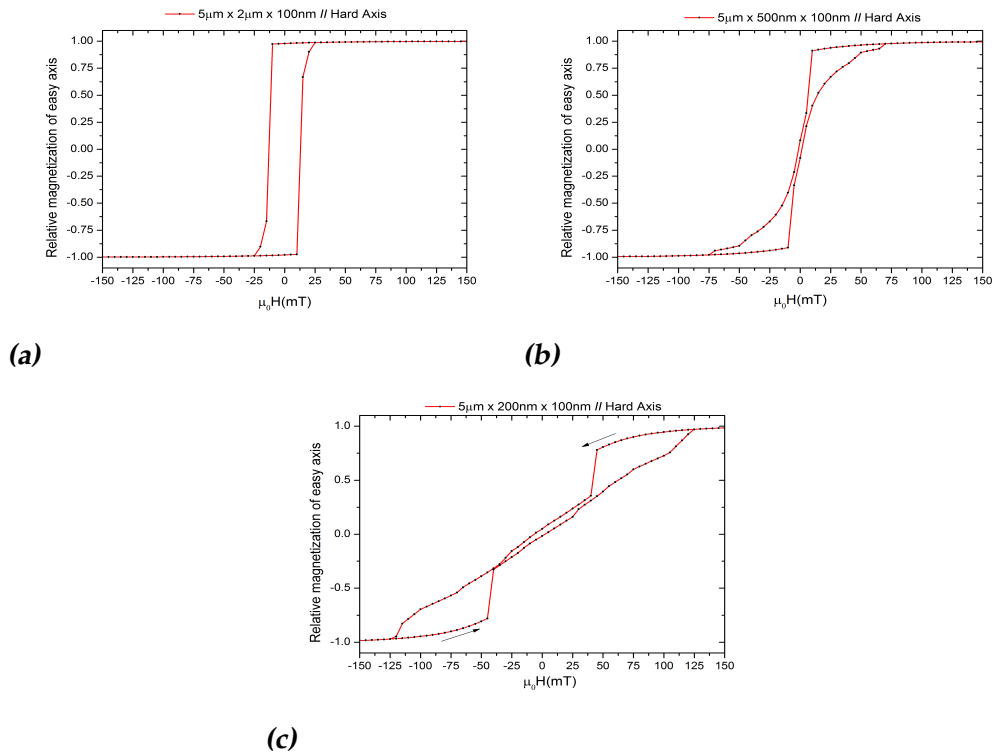 5µm x 2µm x 100nm // Hard Axis
1.00
0.75
0.50
0.25
0.00
-0.25
-0.50
-0.75
-1.00
Relative magnetization of easy axis
-150 -125 -100 -75 -50 -25 0 25 50 75 100 125 150
µ₀H(mT)
(a)
5µm x 500nm x 100nm // Hard Axis
1.00
0.75
0.50
0.25
0.00
-0.25
-0.50
-0.75
-1.00
Relative magnetization of easy axis
-150 -125 -100 -75 -50 -25 0 25 50 75 100 125 150
µ₀H(mT)
(b)
5µm x 200nm x 100nm // Hard Axis
1.0
0.5
0.0
-0.5
-1.0
Relative magnetization of easy axis
-150 -125 -100 -75 -50 -25 0 25 50 75 100 125 150
µ₀H(mT)
(c)